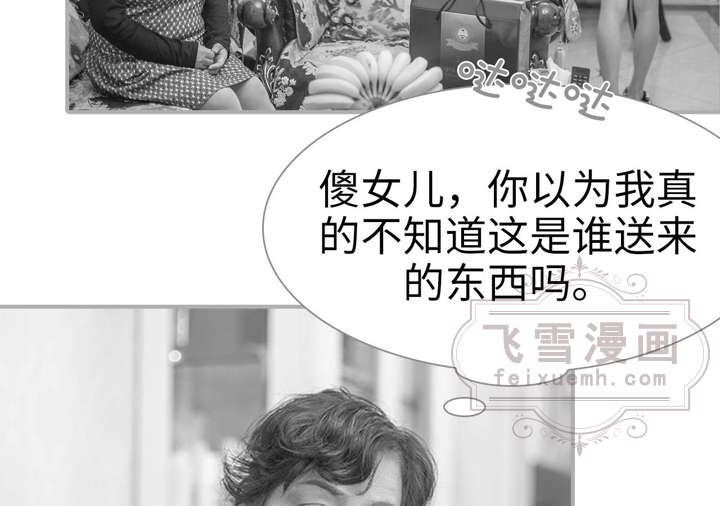 哒哒哒
傻女儿，你以为我真
的不知道这是谁送来
的东西吗。
飞雪漫画
feixuemh.com